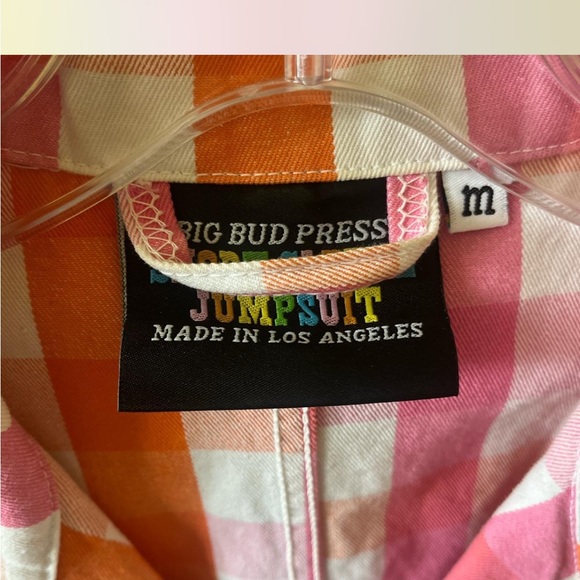 BIG BUD PRESS
JUMPSUIT
MADE IN LOS ANGELES
m